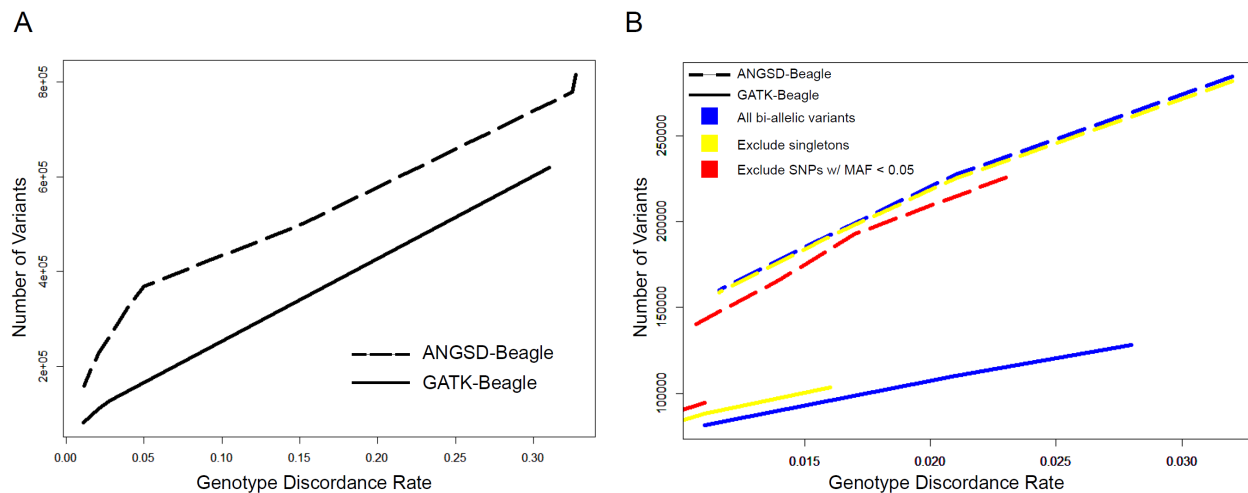 A
Number of Variants
8e+05
6e+05
4e+05
2e+05
ANGSD-Beagle
GATK-Beagle
0.00 0.05 0.10 0.15 0.20 0.25 0.30
Genotype Discordance Rate
B
Number of Variants
250000
200000
150000
100000
ANGSD-Beagle
GATK-Beagle
All bi-allelic variants
Exclude singletons
Exclude SNPs w/ MAF < 0.05
0.015 0.020 0.025 0.030
Genotype Discordance Rate